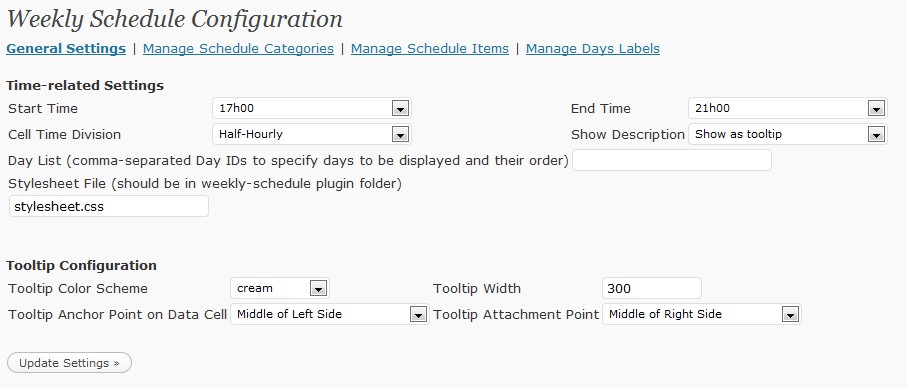 Weekly Schedule Configuration
General Settings | Manage Schedule Categories | Manage Schedule Items | Manage Days Labels
Time-related Settings
Start Time 17h00 End Time 21h00
Cell Time Division Half-Hourly Show Description Show as tooltip
Day List (comma-separated Day IDs to specify days to be displayed and their order)
Stylesheet File (should be in weekly-schedule plugin folder)
stylesheet.css
Tooltip Configuration
Tooltip Color Scheme cream Tooltip Width 300
Tooltip Anchor Point on Data Cell Middle of Left Side Tooltip Attachment Point Middle of Right Side
Update Settings »